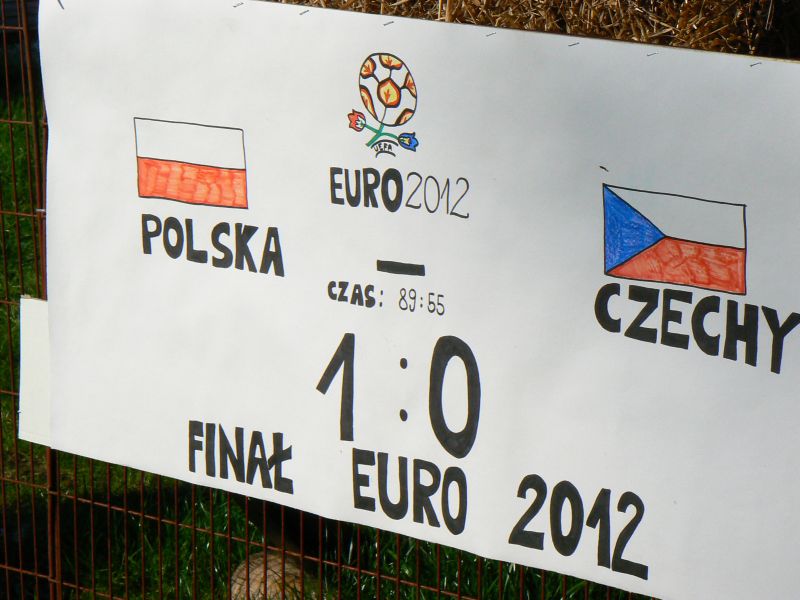 UEFA
EURO2012
POLSKA
CZECHY
CZAS: 89:55
1:0
FINAŁ EURO 2012